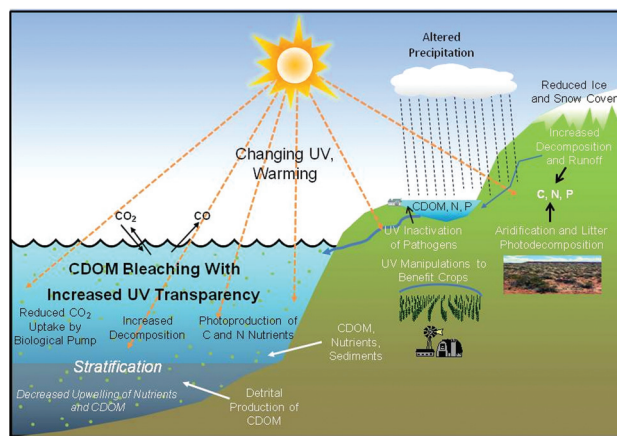 Altered
Precipitation
Reduced Ice
and Snow Cover
Increased
Decomposition
and Runoff
C, N, P
Changing UV,
Warming
CDOM, N, P
CO2
CO
UV Inactivation
of Pathogens
Aridification and Litter
Photodecomposition
CDOM Bleaching With
Increased UV Transparency
UV Manipulations to
Benefit Crops
Reduced CO2
Uptake by
Biological Pump
Increased
Decomposition
Photoproduction of
C and N Nutrients
CDOM,
Nutrients,
Sediments
Stratification
Decreased Upwelling of Nutrients
and CDOM
Detrital
Production of
CDOM